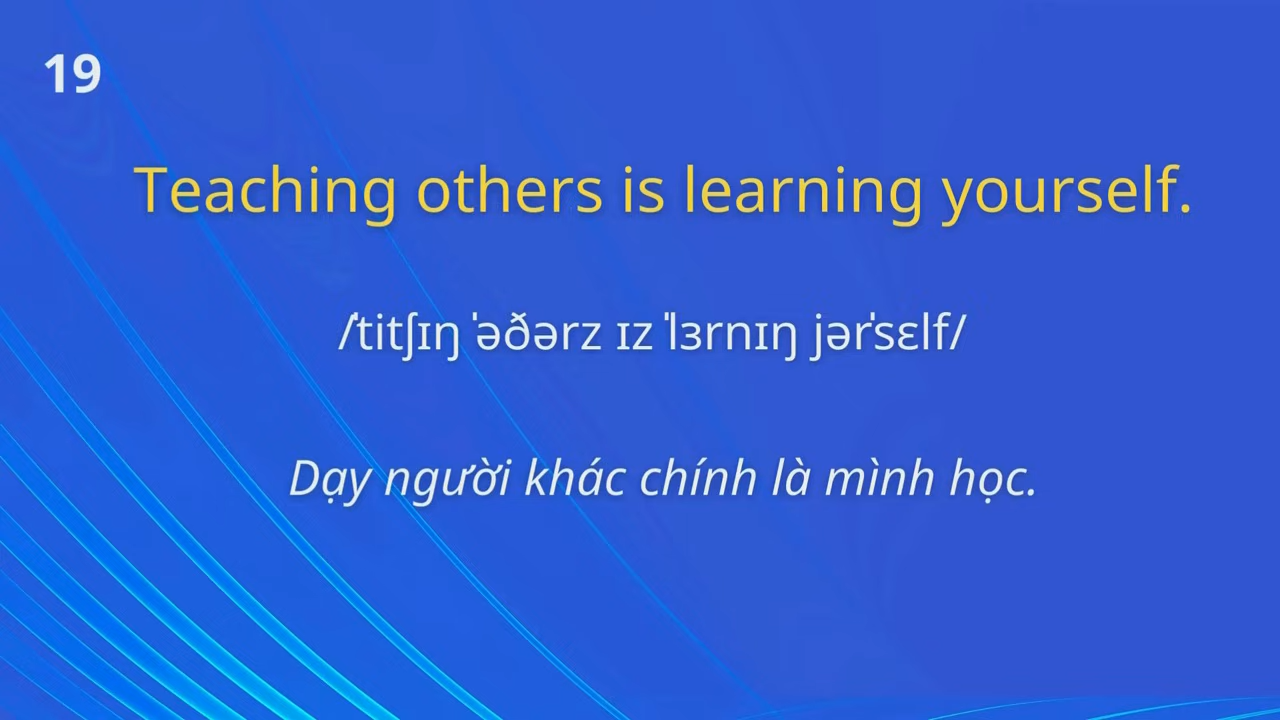 19
Teaching others is learning yourself.
/ˈtitʃɪŋ ˈəðərz ɪz ˈlɜrnɪŋ jərˈsɛlf/
Dạy người khác chính là mình học.